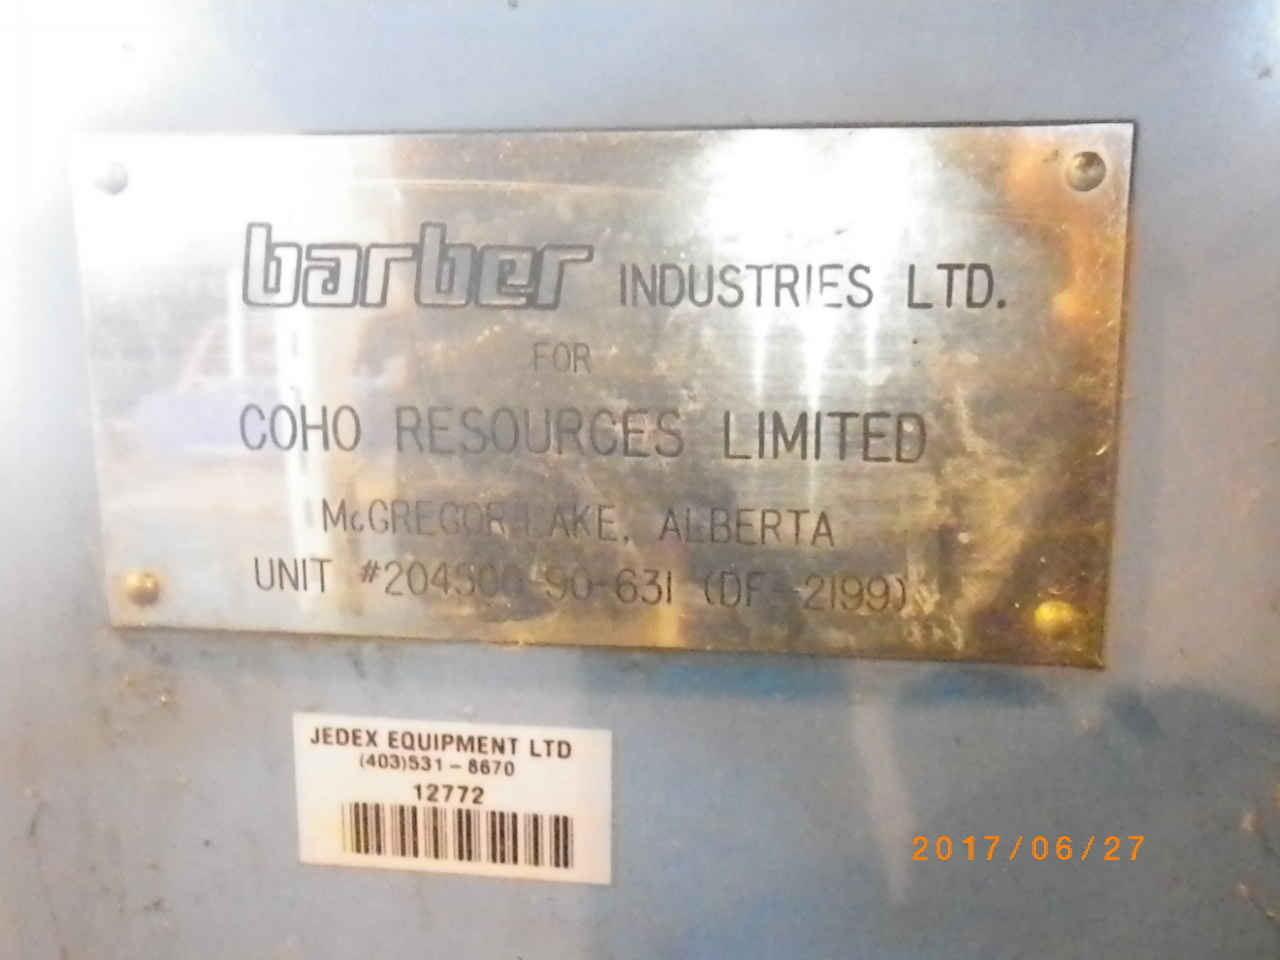 barber INDUSTRIES LTD.
FOR
COHO RESOURCES LIMITED
McGREGOR LAKE, ALBERTA
UNIT #204500-90-631 (DF-2199)
JEDEX EQUIPMENT LTD
(403)531-8670
12772
2017/06/27